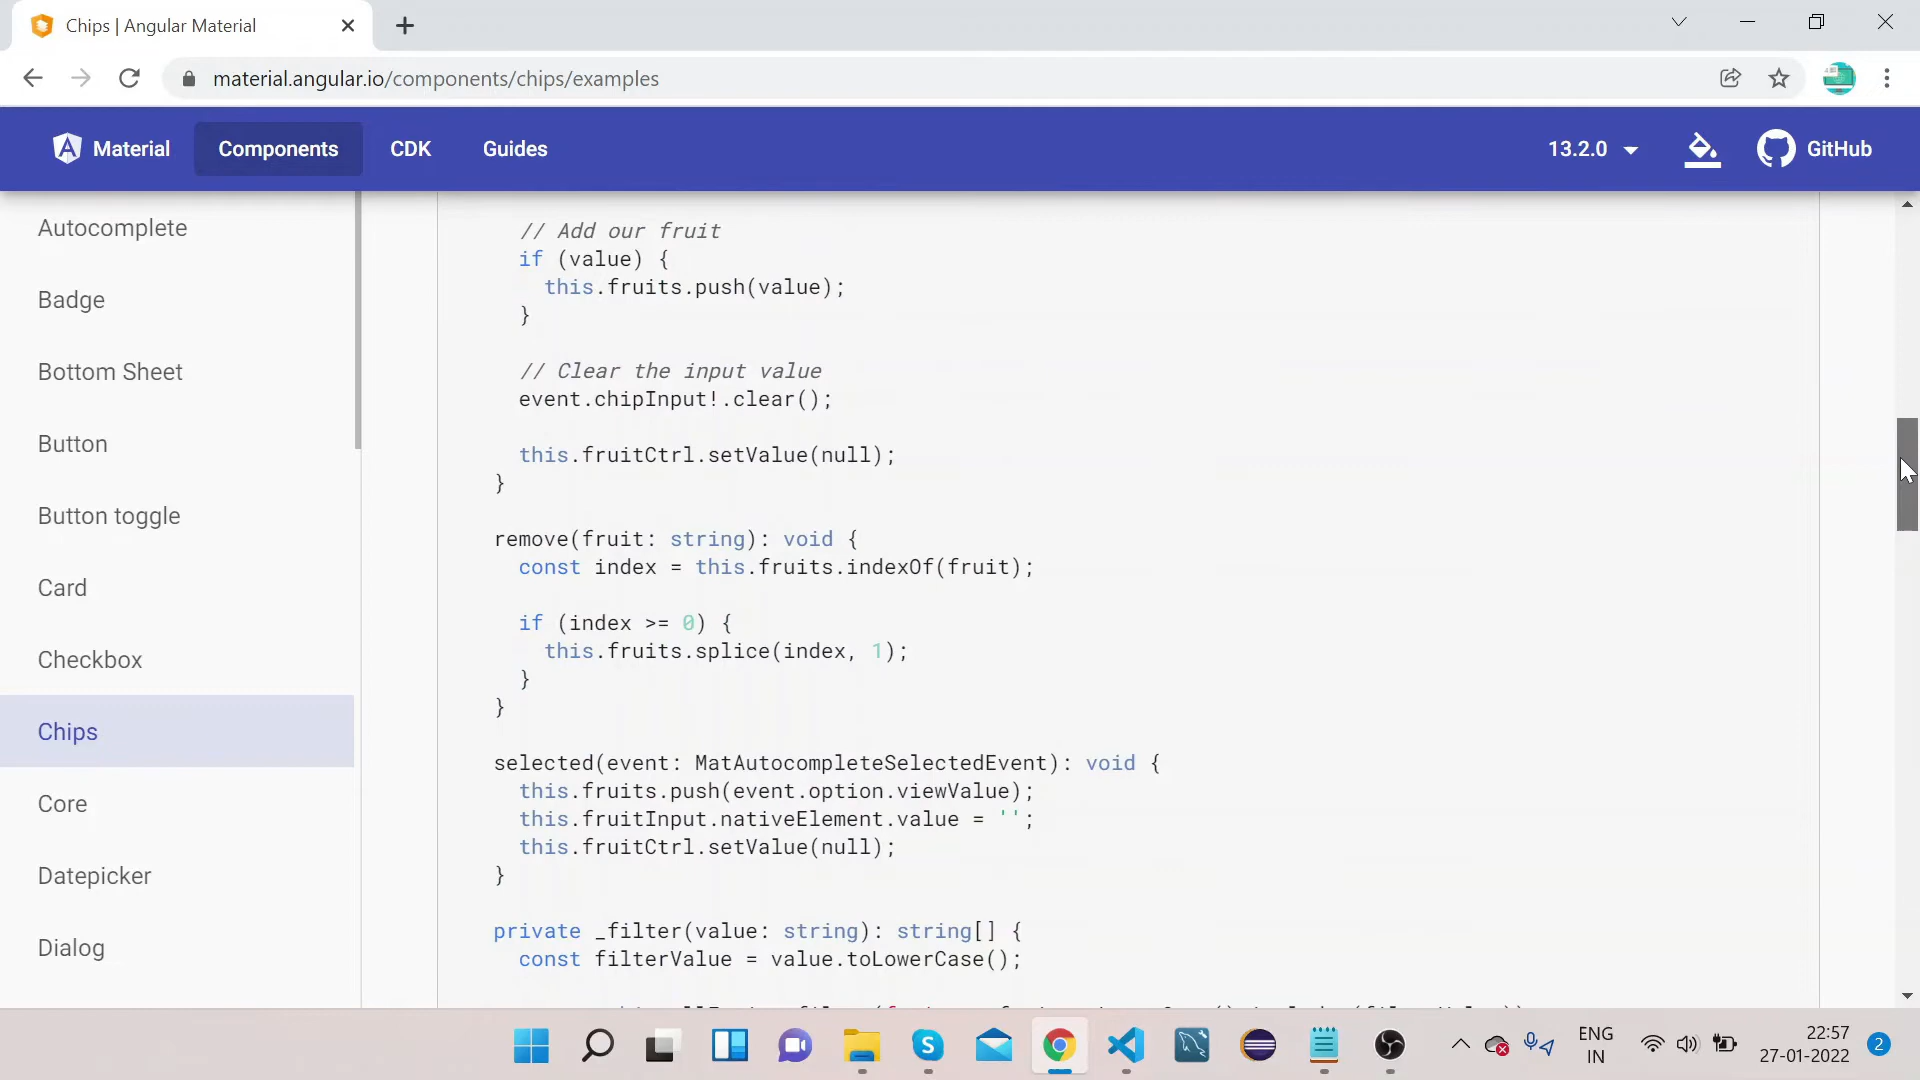 Chips | Angular Material
material.angular.io/components/chips/examples
Material
Components
CDK
Guides
13.2.0
GitHub
Autocomplete
Badge
Bottom Sheet
Button
Button toggle
Card
Checkbox
Chips
Core
Datepicker
Dialog
// Add our fruit
if (value) {
this.fruits.push(value);
}
// Clear the input value
event.chipInput!.clear();
this.fruitCtrl.setValue(null);
}
remove(fruit: string): void {
const index = this.fruits.indexOf(fruit);
if (index >= 0) {
this.fruits.splice(index, 1);
}
}
selected(event: MatAutocompleteSelectedEvent): void {
this.fruits.push(event.option.viewValue);
this.fruitInput.nativeElement.value = '';
this.fruitCtrl.setValue(null);
}
private _filter(value: string): string[] {
const filterValue = value.toLowerCase();
ENG
IN
22:57
27-01-2022
2